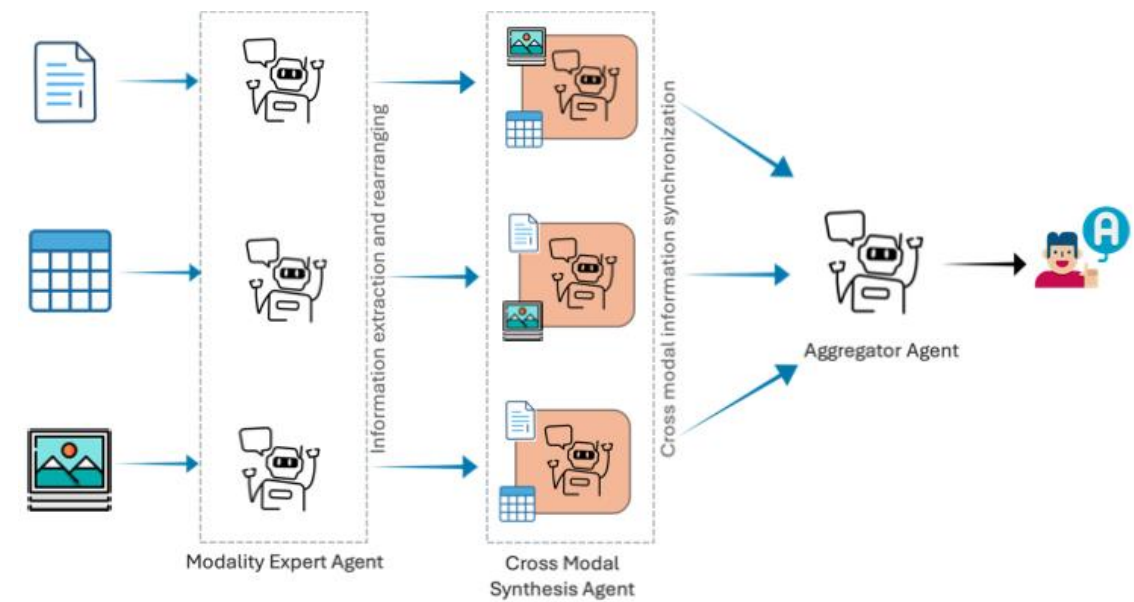 Information extraction and rearranging
Cross modal information synchronization
A
Aggregator Agent
Modality Expert Agent
Cross Modal
Synthesis Agent